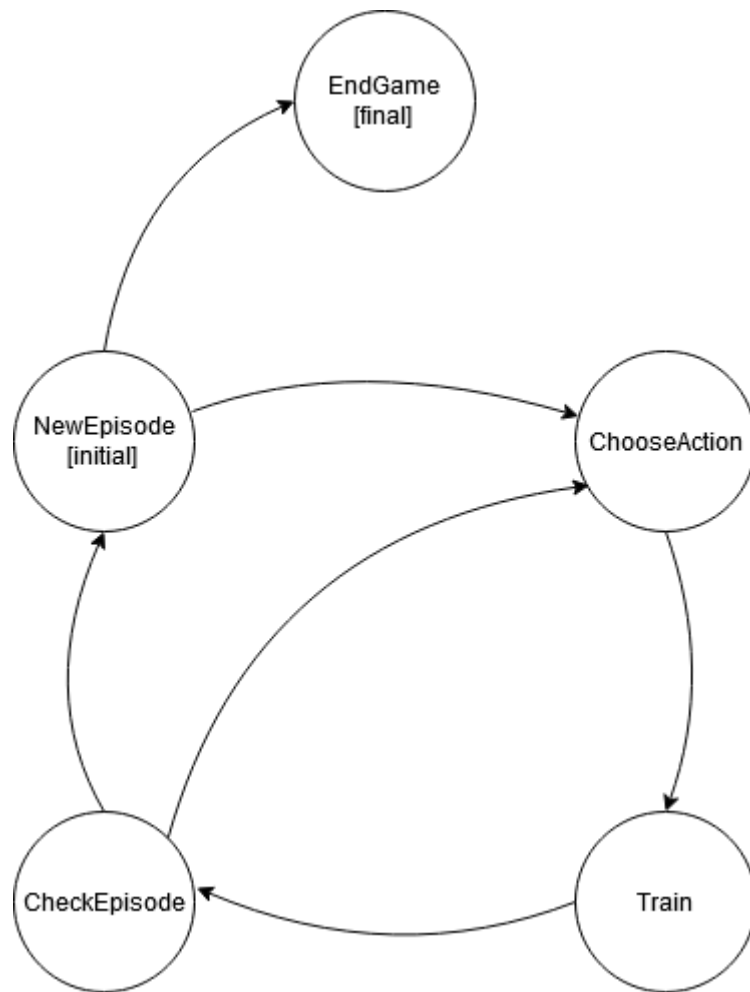 EndGame
[final]
NewEpisode
[initial]
ChooseAction
CheckEpisode
Train